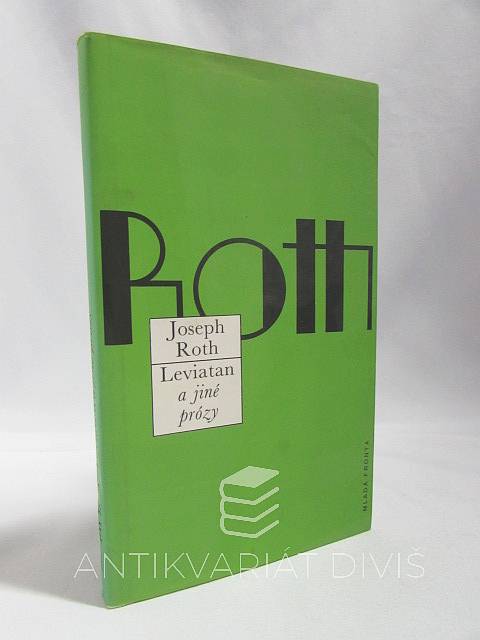 Roth
Joseph
Roth
Leviatan
a jiné
prózy
MLADÁ FRONTA
ANTIKVARIÁT DIVIŠ